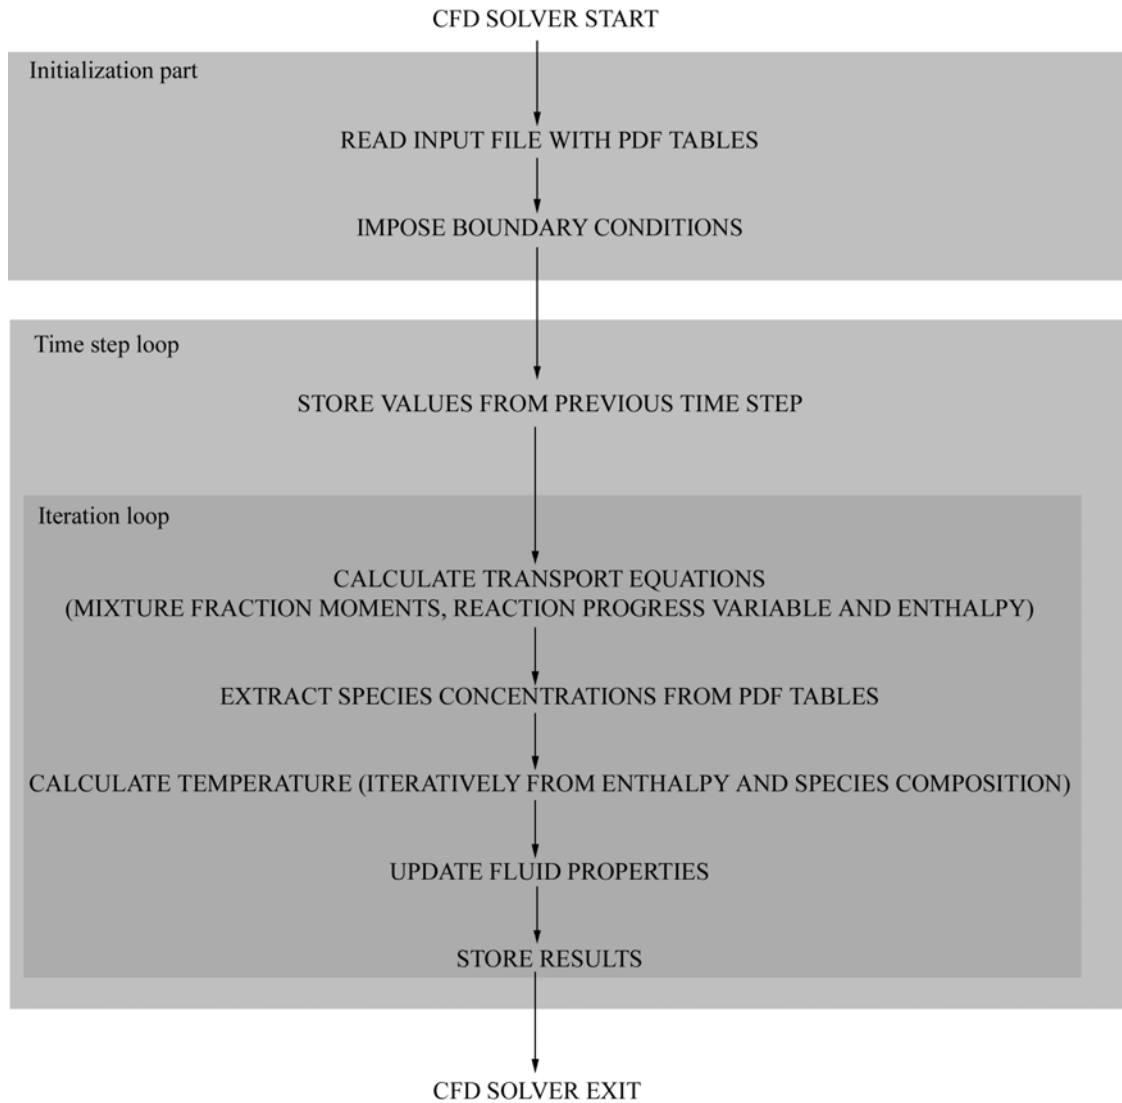 CFD SOLVER START
Initialization part
READ INPUT FILE WITH PDF TABLES
IMPOSE BOUNDARY CONDITIONS
Time step loop
STORE VALUES FROM PREVIOUS TIME STEP
Iteration loop
CALCULATE TRANSPORT EQUATIONS
(MIXTURE FRACTION MOMENTS, REACTION PROGRESS VARIABLE AND ENTHALPY)
EXTRACT SPECIES CONCENTRATIONS FROM PDF TABLES
CALCULATE TEMPERATURE (ITERATIVELY FROM ENTHALPY AND SPECIES COMPOSITION)
UPDATE FLUID PROPERTIES
STORE RESULTS
CFD SOLVER EXIT